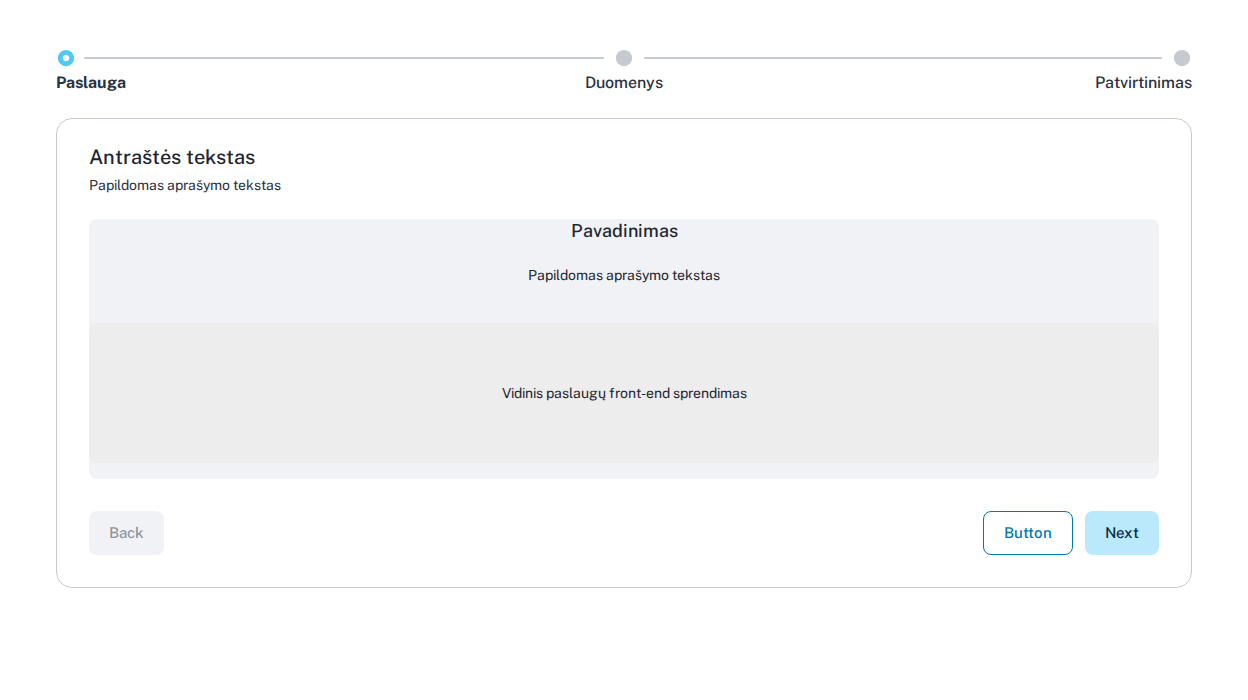 Paslauga
Duomenys
Patvirtinimas
Antraštės tekstas
Papildomas aprašymo tekstas
Pavadinimas
Papildomas aprašymo tekstas
Vidinis paslaugų front-end sprendimas
Back
Button
Next